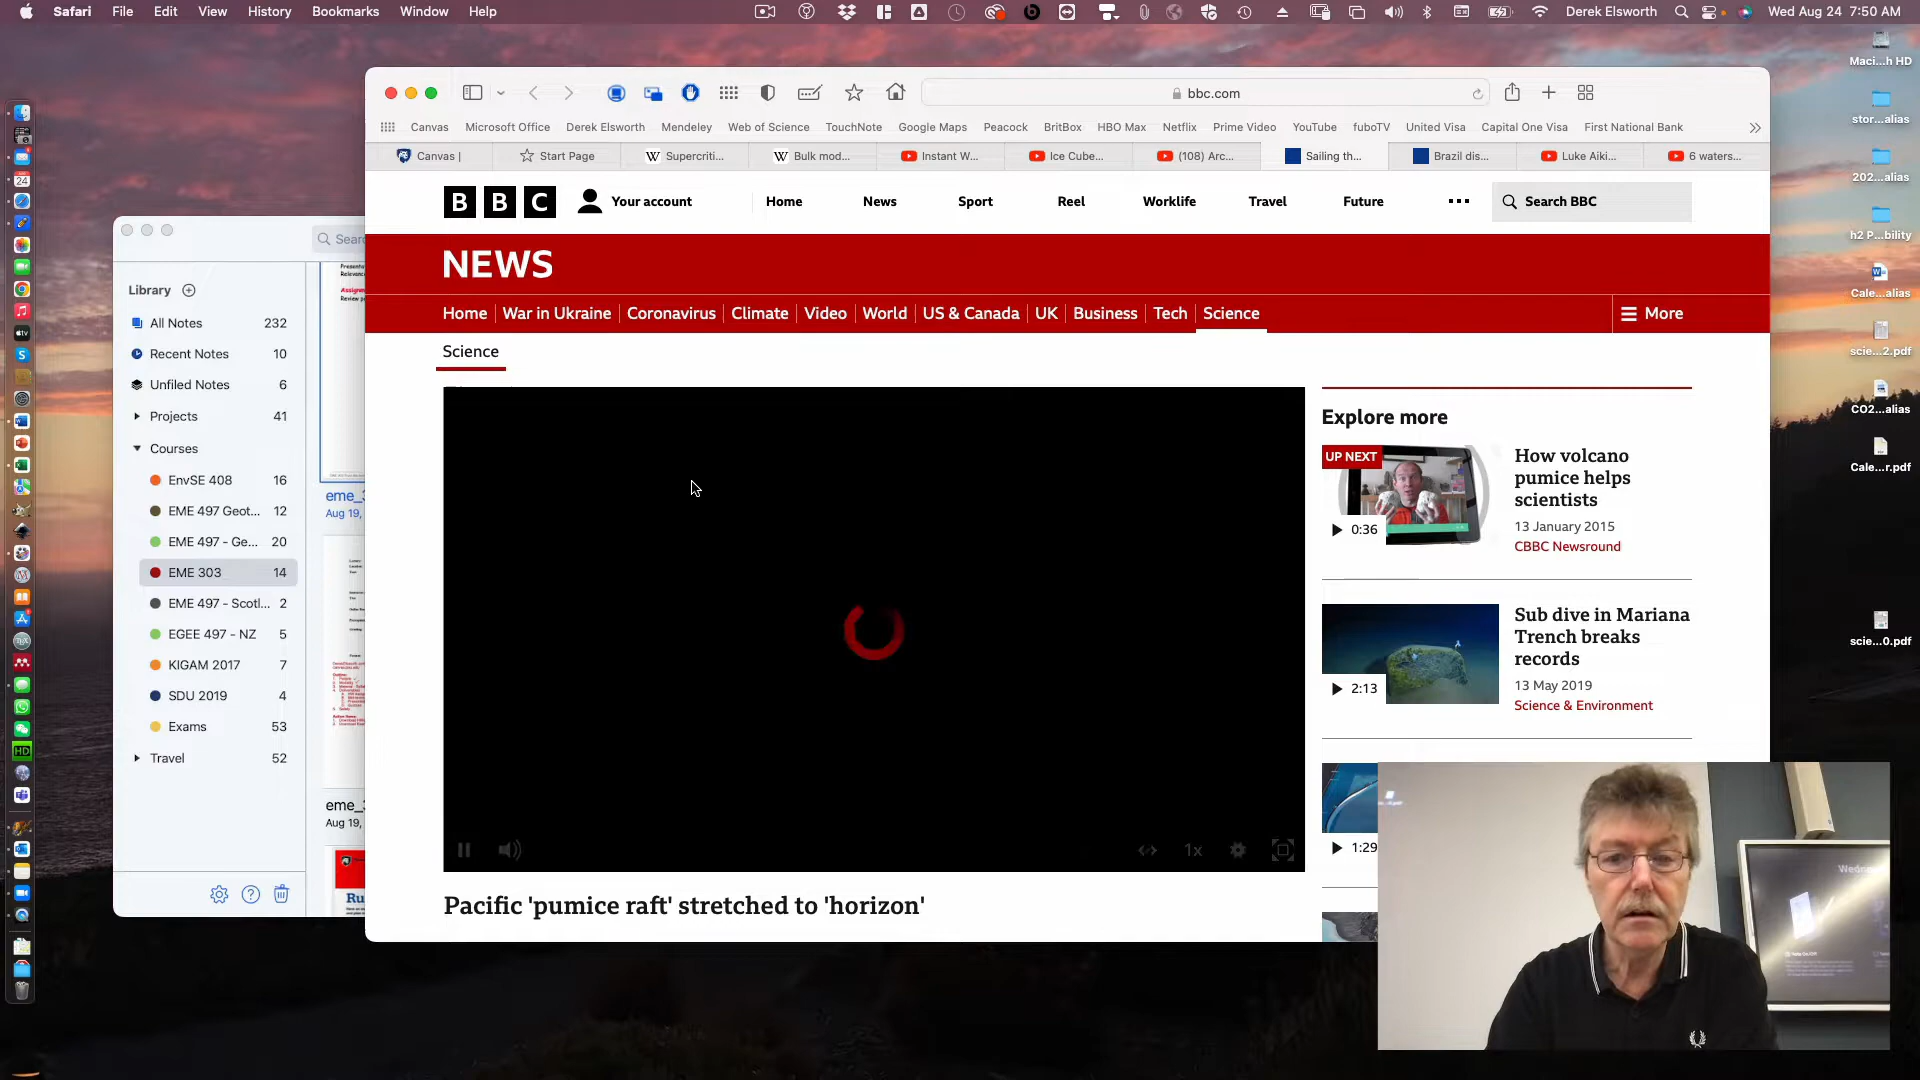 Safari File Edit View History Bookmarks Window Help Derek Elsworth Wed Aug 24 7:50 AM
bbc.com
Canvas Microsoft Office Derek Elsworth Mendeley Web of Science TouchNote Google Maps Peacock BritBox HBO Max Netflix Prime Video YouTube fuboTV United Visa Capital One Visa First National Bank
Canvas | Start Page Supercriti... Bulk mod... Instant W... Ice Cube... (108) Arc... Sailing th... Brazil dis... Luke Aiki... 6 waters...
BBC Your account Home News Sport Reel Worklife Travel Future Search BBC
NEWS
Home War in Ukraine Coronavirus Climate Video World US & Canada UK Business Tech Science More
Science
1x
Pacific 'pumice raft' stretched to 'horizon'
Explore more
UP NEXT
0:36
How volcano
pumice helps
scientists
13 January 2015
CBBC Newsround
2:13
Sub dive in Mariana
Trench breaks
records
13 May 2019
Science & Environment
1:29
Sear
Library
All Notes 232
Recent Notes 10
Unfiled Notes 6
Projects 41
Courses
EnvSE 408 16
EME 497 Geot... 12
EME 497 - Ge... 20
EME 303 14
EME 497 - Scotl... 2
EGEE 497 - NZ 5
KIGAM 2017 7
SDU 2019 4
Exams 53
Travel 52
eme_3
Aug 19,
eme_3
Aug 19,
Ru
24
HD
Maci...h HD
stor...alias
202...alias
h2 P...bility
Cale...alias
scie...2.pdf
CO2...alias
Cale...r.pdf
scie...0.pdf